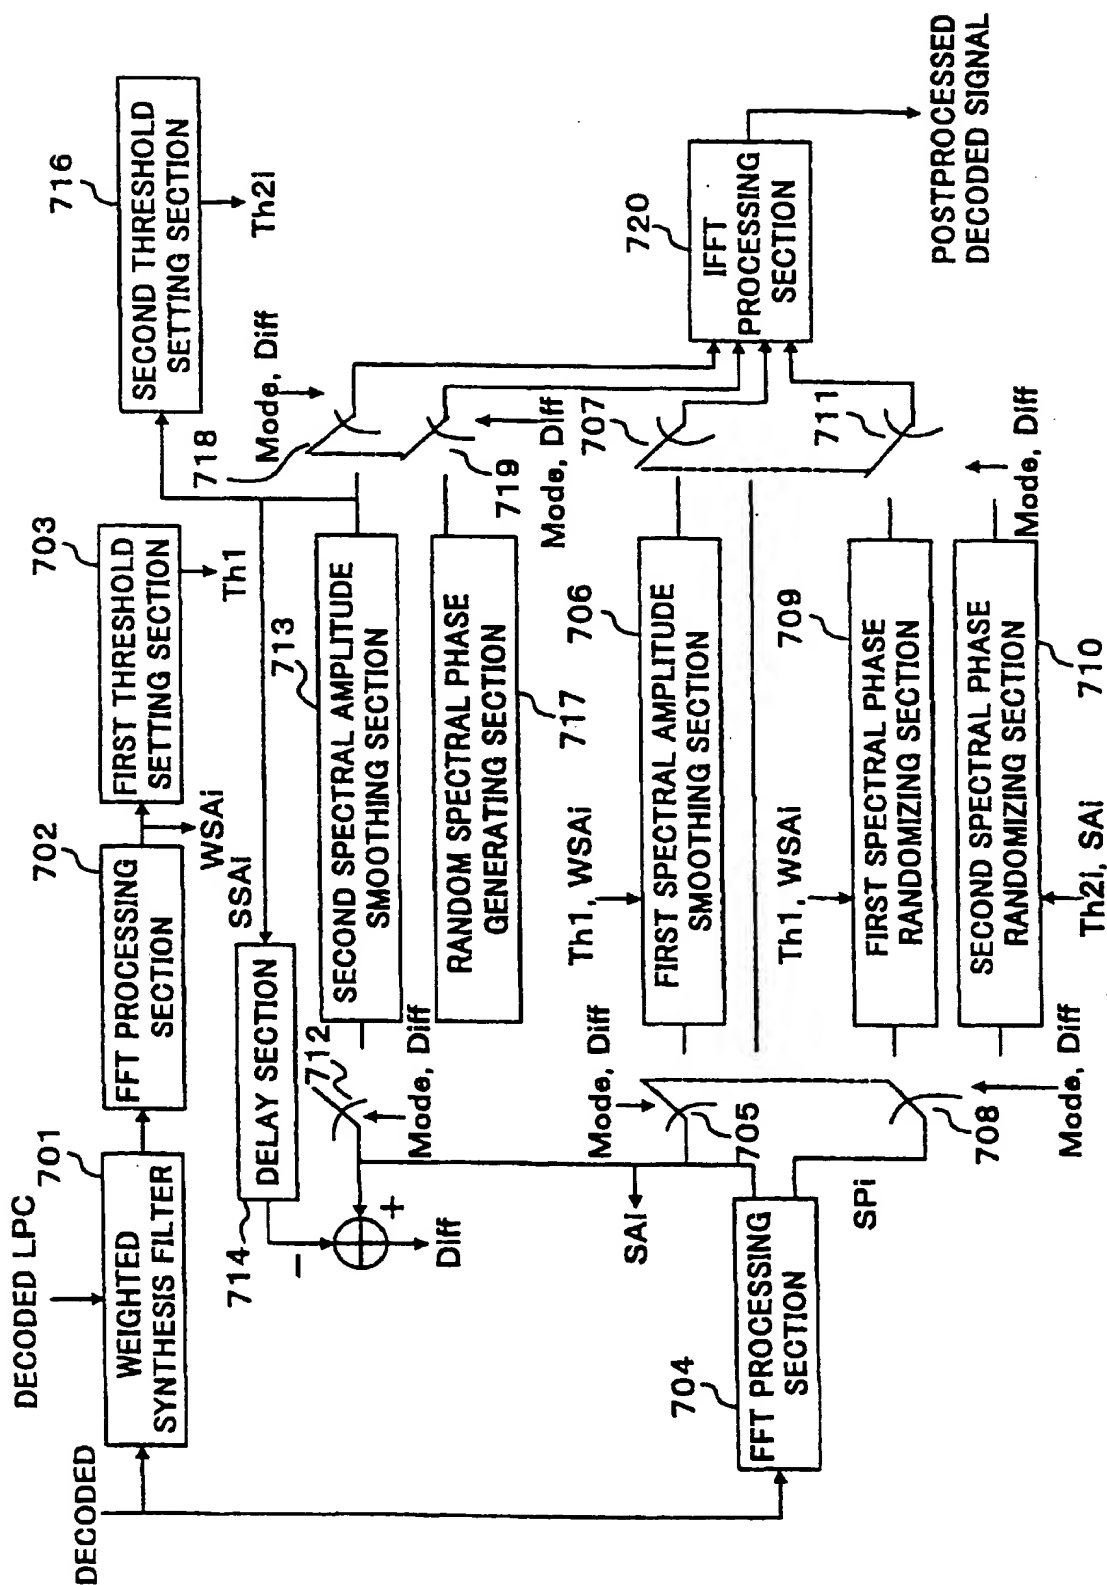 DECODED LPC
DECODED
701
WEIGHTED
SYNTHESIS FILTER
702
FFT PROCESSING
SECTION
WSAi
703
FIRST THRESHOLD
SETTING SECTION
Th1
716
SECOND THRESHOLD
SETTING SECTION
Th2i
714
DELAY SECTION
SSAi
−
+
Diff
712
Mode, Diff
713
SECOND SPECTRAL AMPLITUDE
SMOOTHING SECTION
RANDOM SPECTRAL PHASE
GENERATING SECTION
717
718
Mode, Diff
719
Mode, Diff
SAi
Mode, Diff
705
Th1, WSAi
706
FIRST SPECTRAL AMPLITUDE
SMOOTHING SECTION
707
720
IFFT
PROCESSING
SECTION
POSTPROCESSED
DECODED SIGNAL
704
FFT PROCESSING
SECTION
SPi
708
Mode, Diff
Th1, WSAi
709
FIRST SPECTRAL PHASE
RANDOMIZING SECTION
SECOND SPECTRAL PHASE
RANDOMIZING SECTION
710
Th2i, SAi
711
Mode, Diff